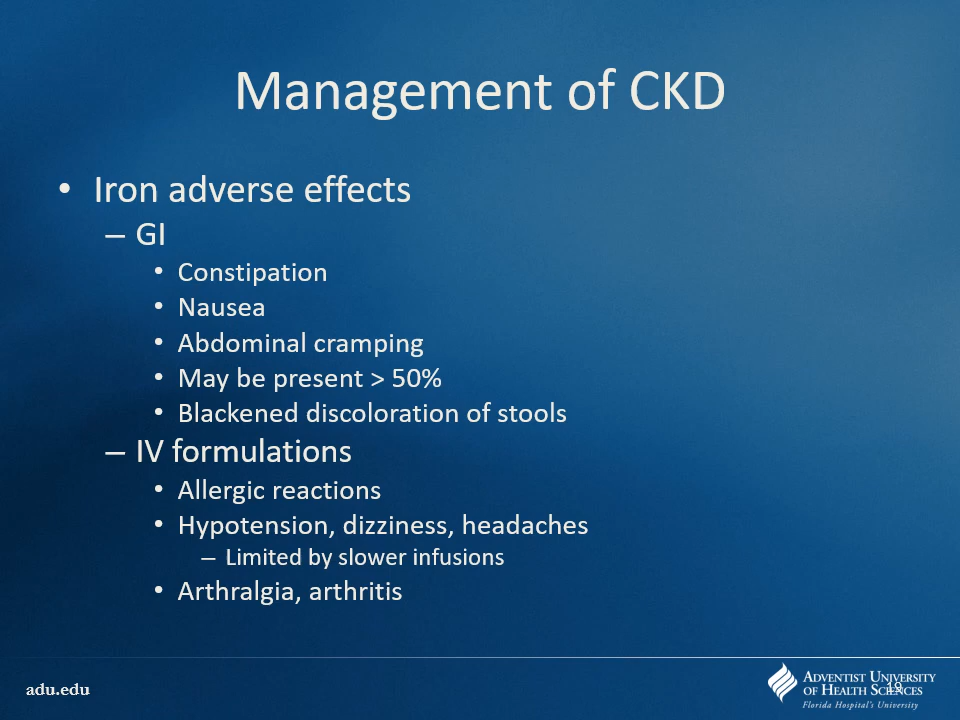 Management of CKD
• Iron adverse effects
– GI
• Constipation
• Nausea
• Abdominal cramping
• May be present > 50%
• Blackened discoloration of stools
– IV formulations
• Allergic reactions
• Hypotension, dizziness, headaches
– Limited by slower infusions
• Arthralgia, arthritis
adu.edu
ADVENTIST UNIVERSITY
OF HEALTH SCIENCES
Florida Hospital's University
19